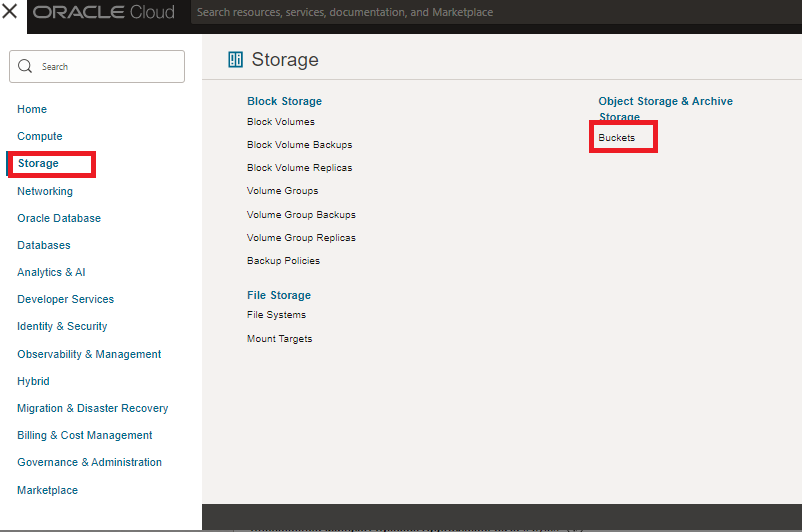 ORACLE Cloud
Search resources, services, documentation, and Marketplace
Search
Home
Compute
Storage
Networking
Oracle Database
Databases
Analytics & AI
Developer Services
Identity & Security
Observability & Management
Hybrid
Migration & Disaster Recovery
Billing & Cost Management
Governance & Administration
Marketplace
Storage
Block Storage
Block Volumes
Block Volume Backups
Block Volume Replicas
Volume Groups
Volume Group Backups
Volume Group Replicas
Backup Policies
File Storage
File Systems
Mount Targets
Object Storage & Archive
Storage
Buckets